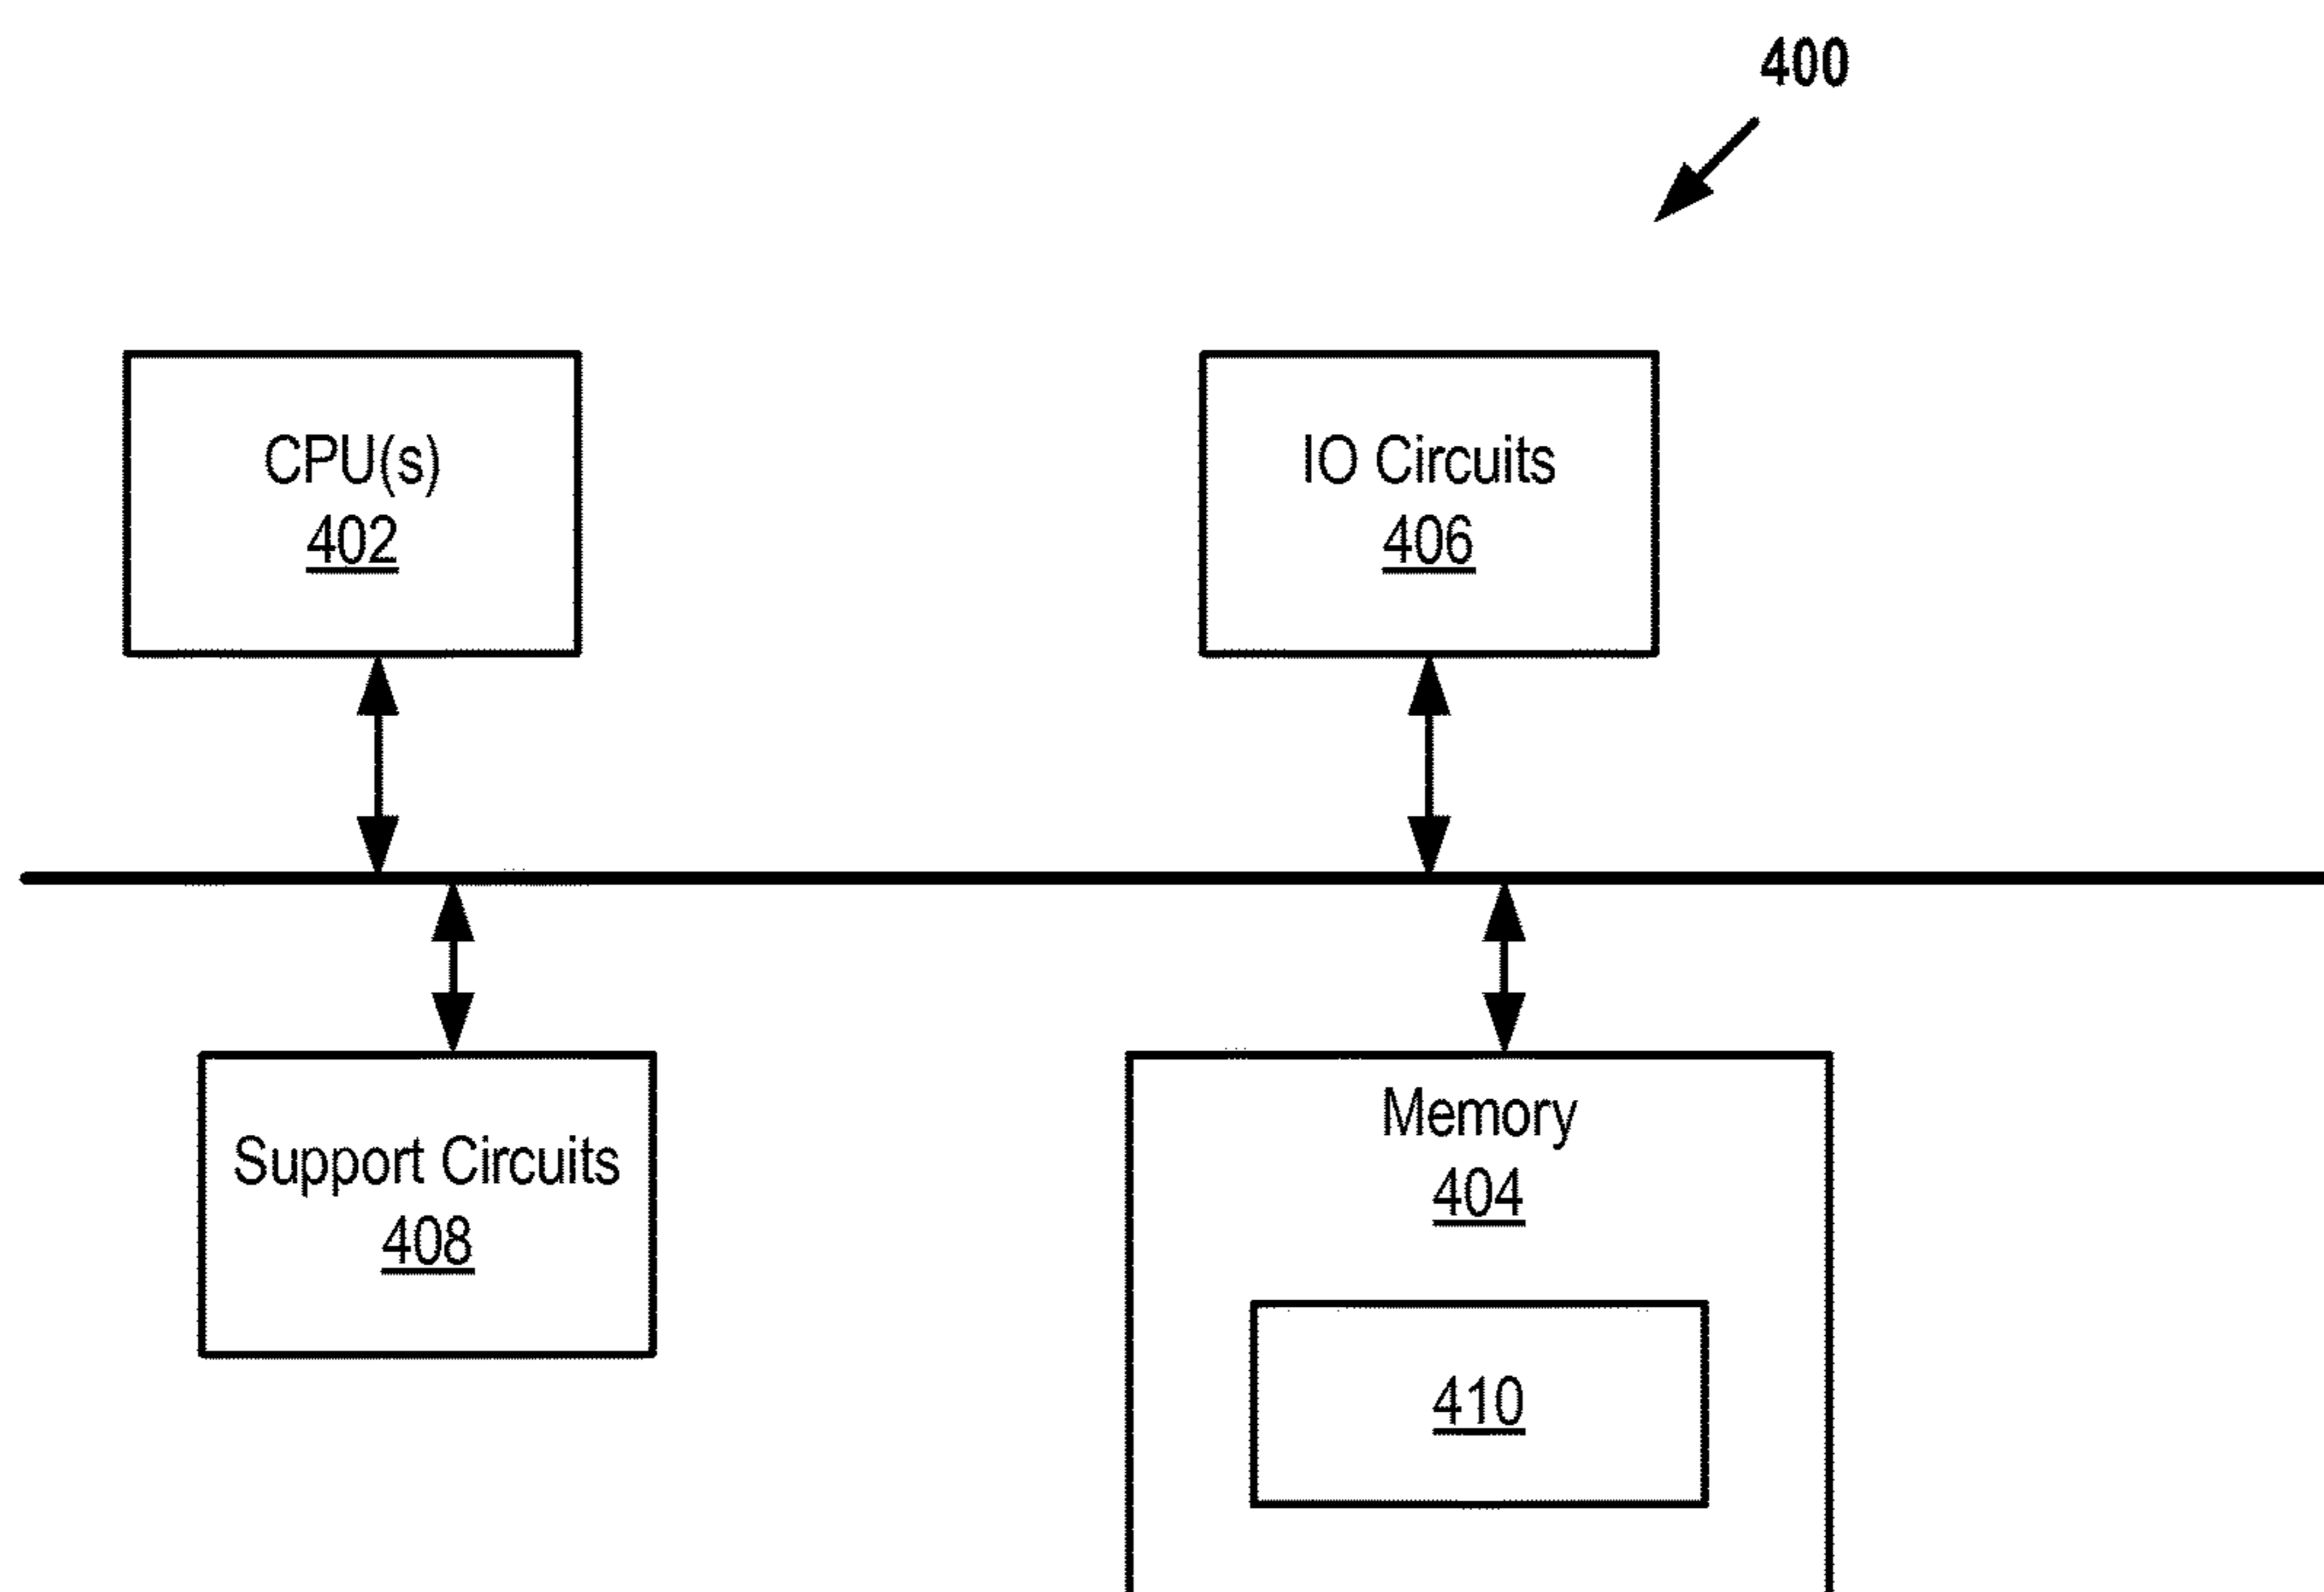 400
CPU(s)
402
IO Circuits
406
Support Circuits
408
Memory
404
410